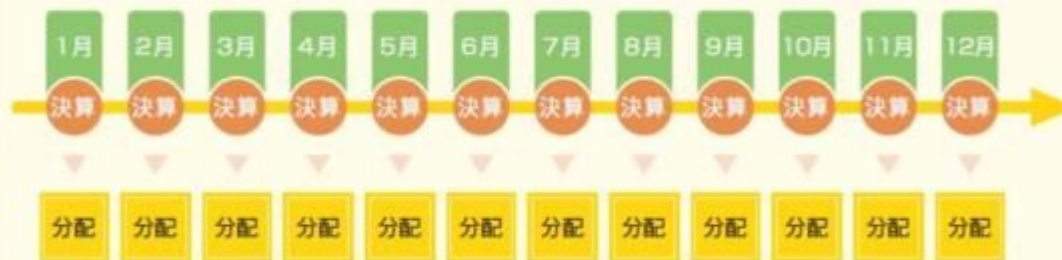 1月 2月 3月 4月 5月 6月 7月 8月 9月 10月 11月 12月
決算 決算 決算 決算 決算 決算 決算 決算 決算 決算 決算 決算
分配 分配 分配 分配 分配 分配 分配 分配 分配 分配 分配 分配